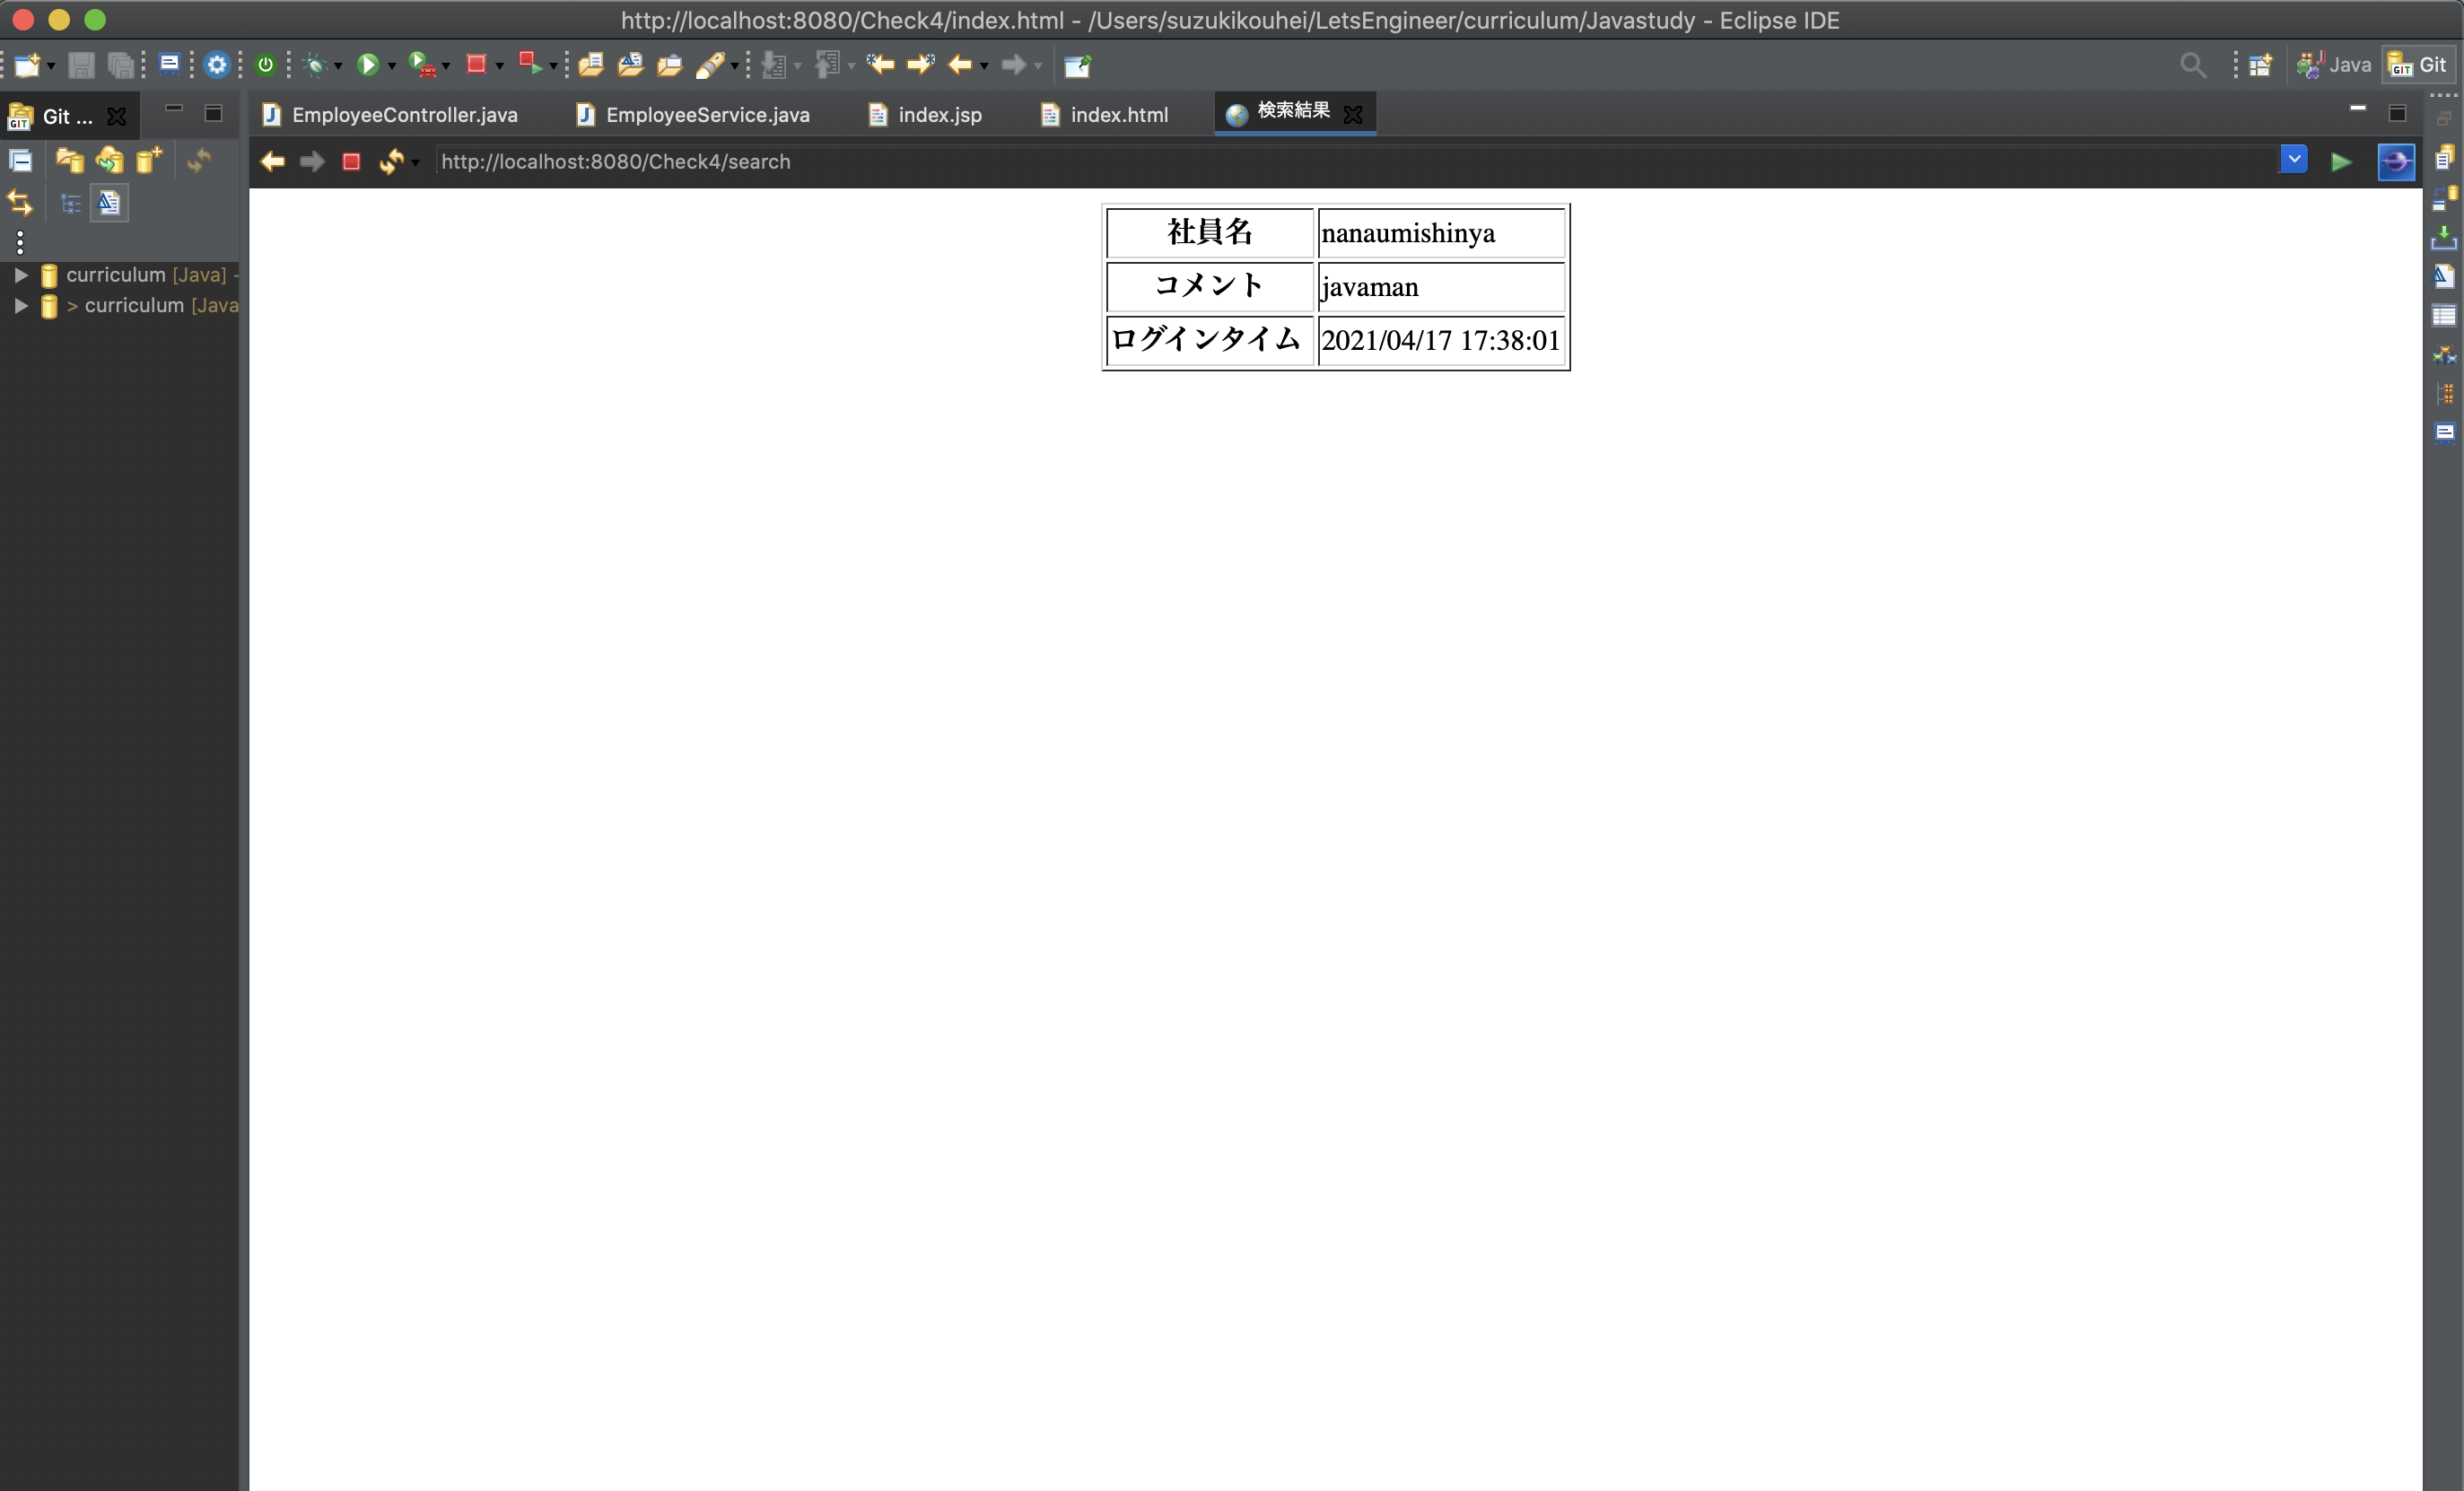 http://localhost:8080/Check4/index.html - /Users/suzukikouhei/LetsEngineer/curriculum/Javastudy - Eclipse IDE
Java
GIT Git
GIT Git ...
EmployeeController.java
EmployeeService.java
index.jsp
index.html
検索結果
http://localhost:8080/Check4/search
curriculum [Java] -
> curriculum [Java
社員名 nanaumishinya
コメント javaman
ログインタイム 2021/04/17 17:38:01